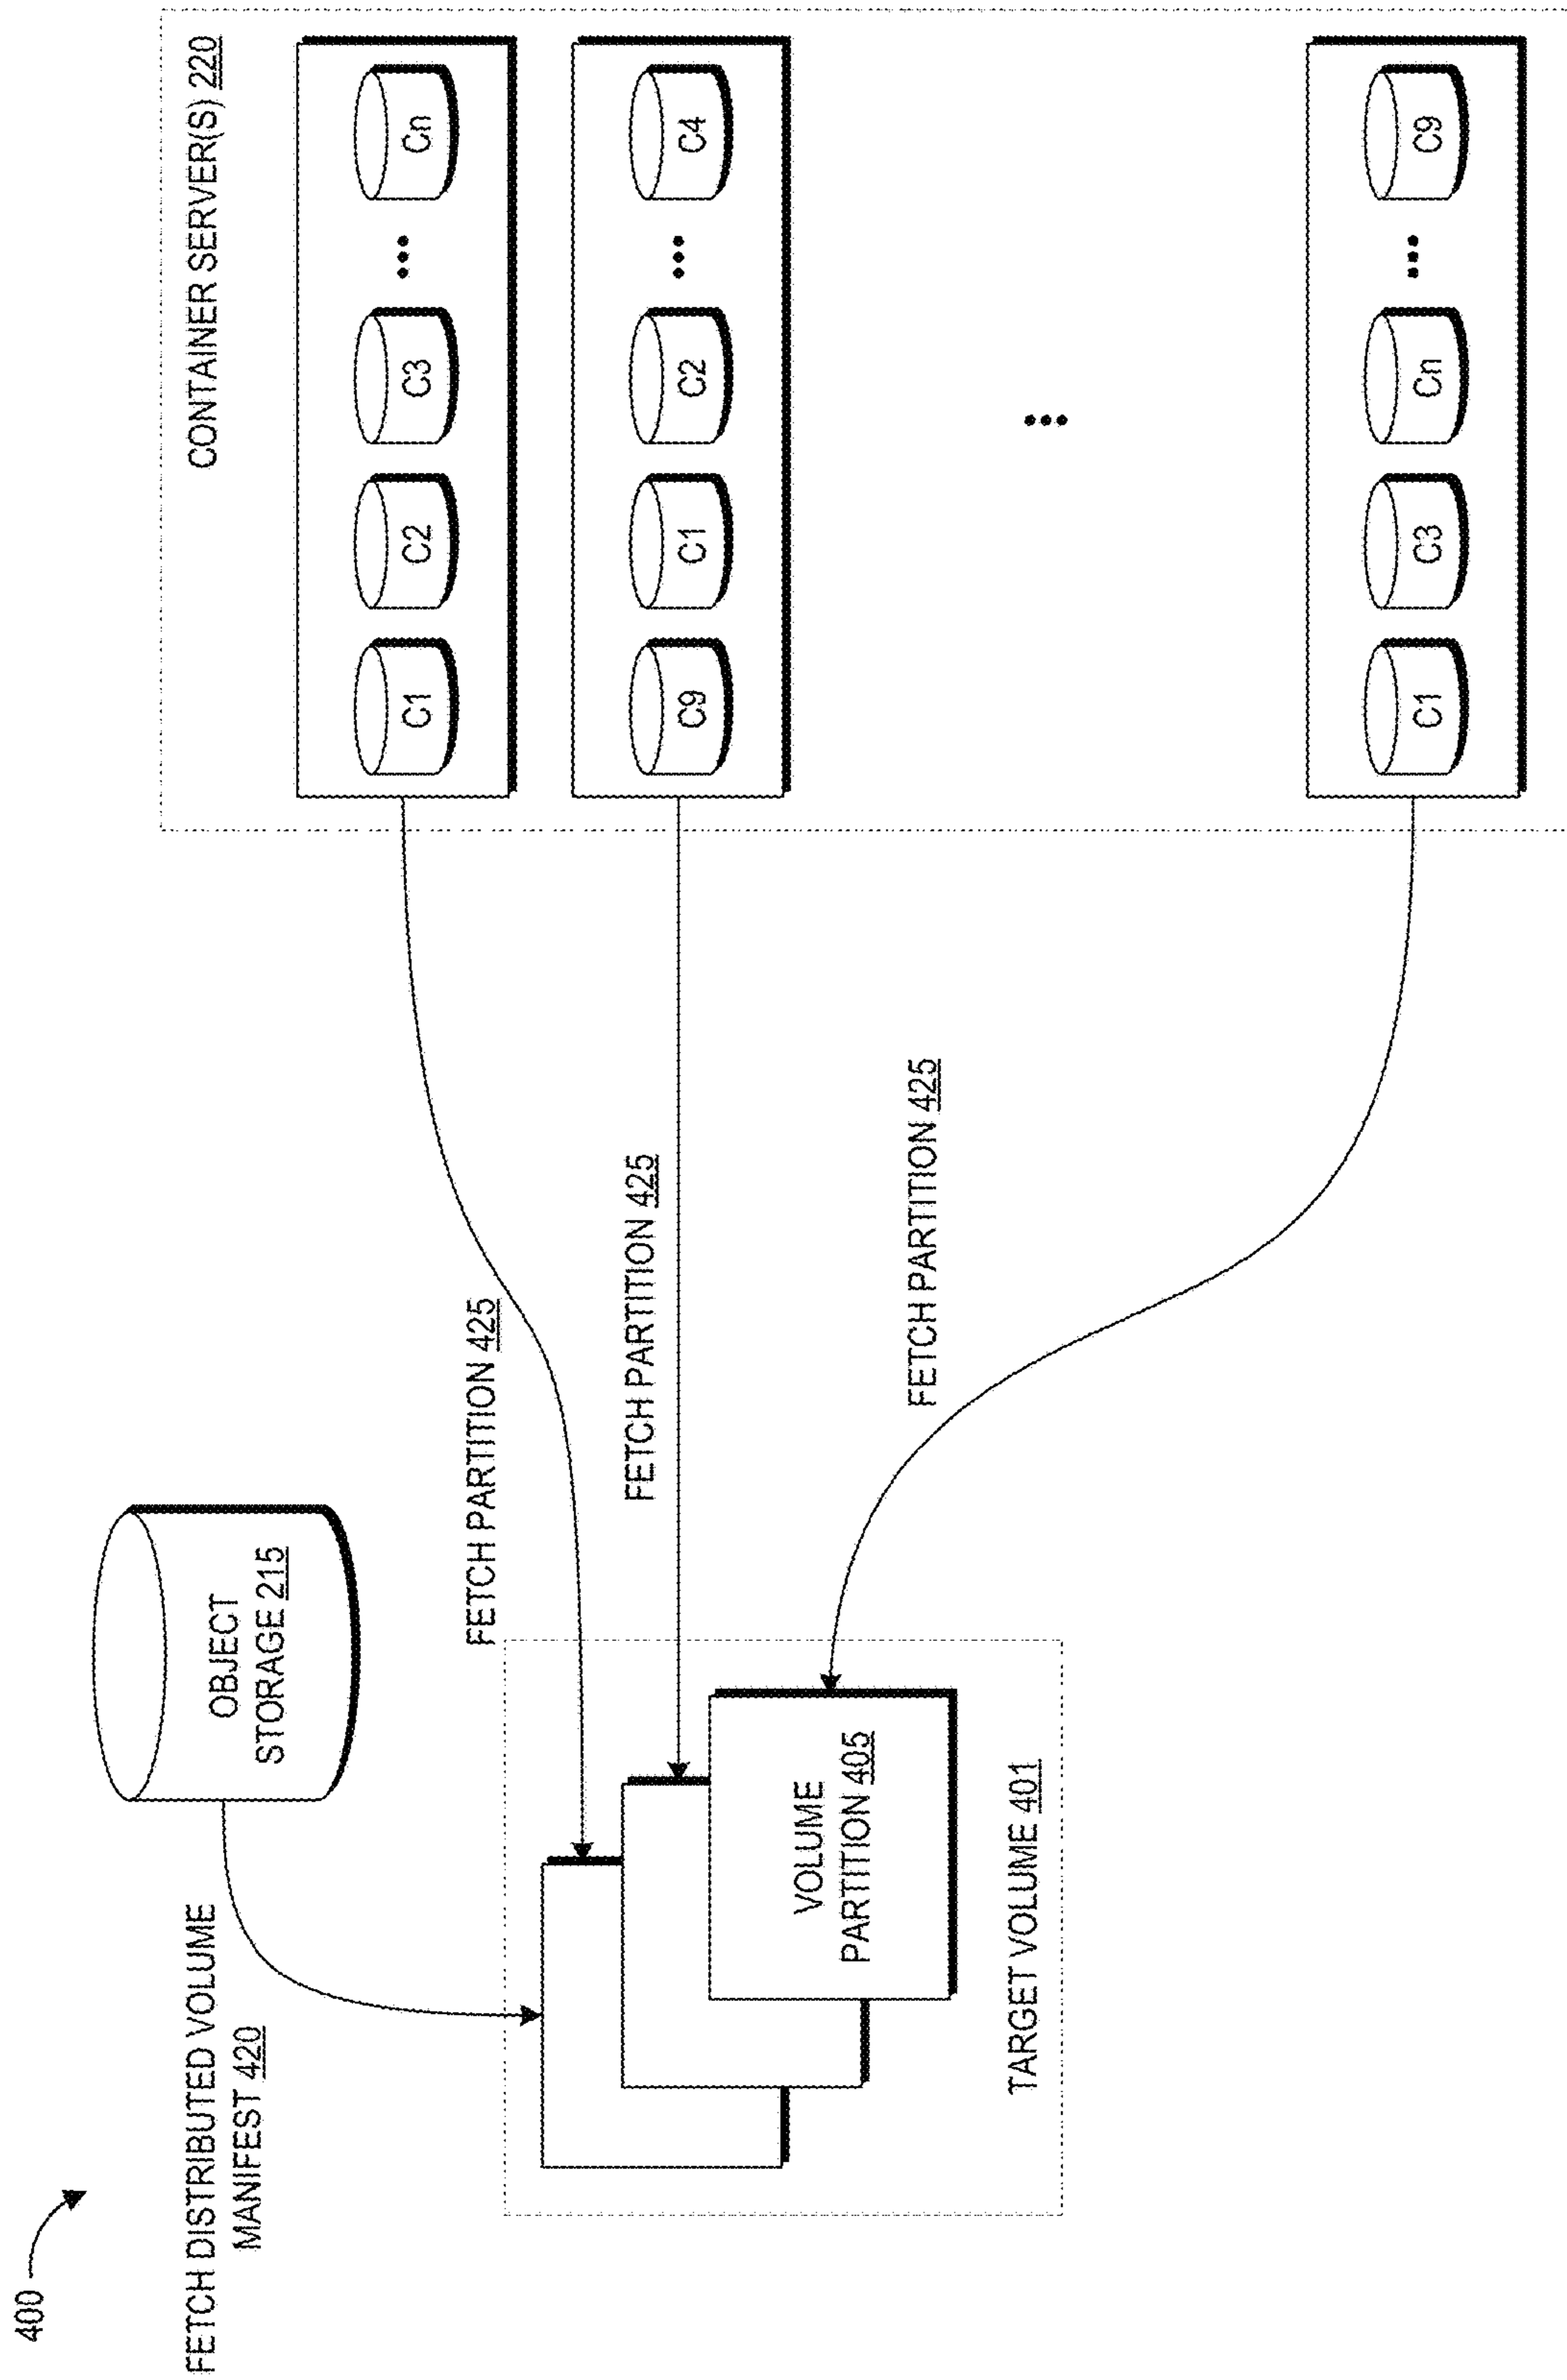 400
FETCH DISTRIBUTED VOLUME
MANIFEST 420
OBJECT
STORAGE 215
CONTAINER SERVER(S) 220
C1 C2 C3 ••• Cn
FETCH PARTITION 425
C9 C1 C2 ••• C4
FETCH PARTITION 425
•••
FETCH PARTITION 425
VOLUME
PARTITION 405
TARGET VOLUME 401
C1 C3 Cn ••• C9